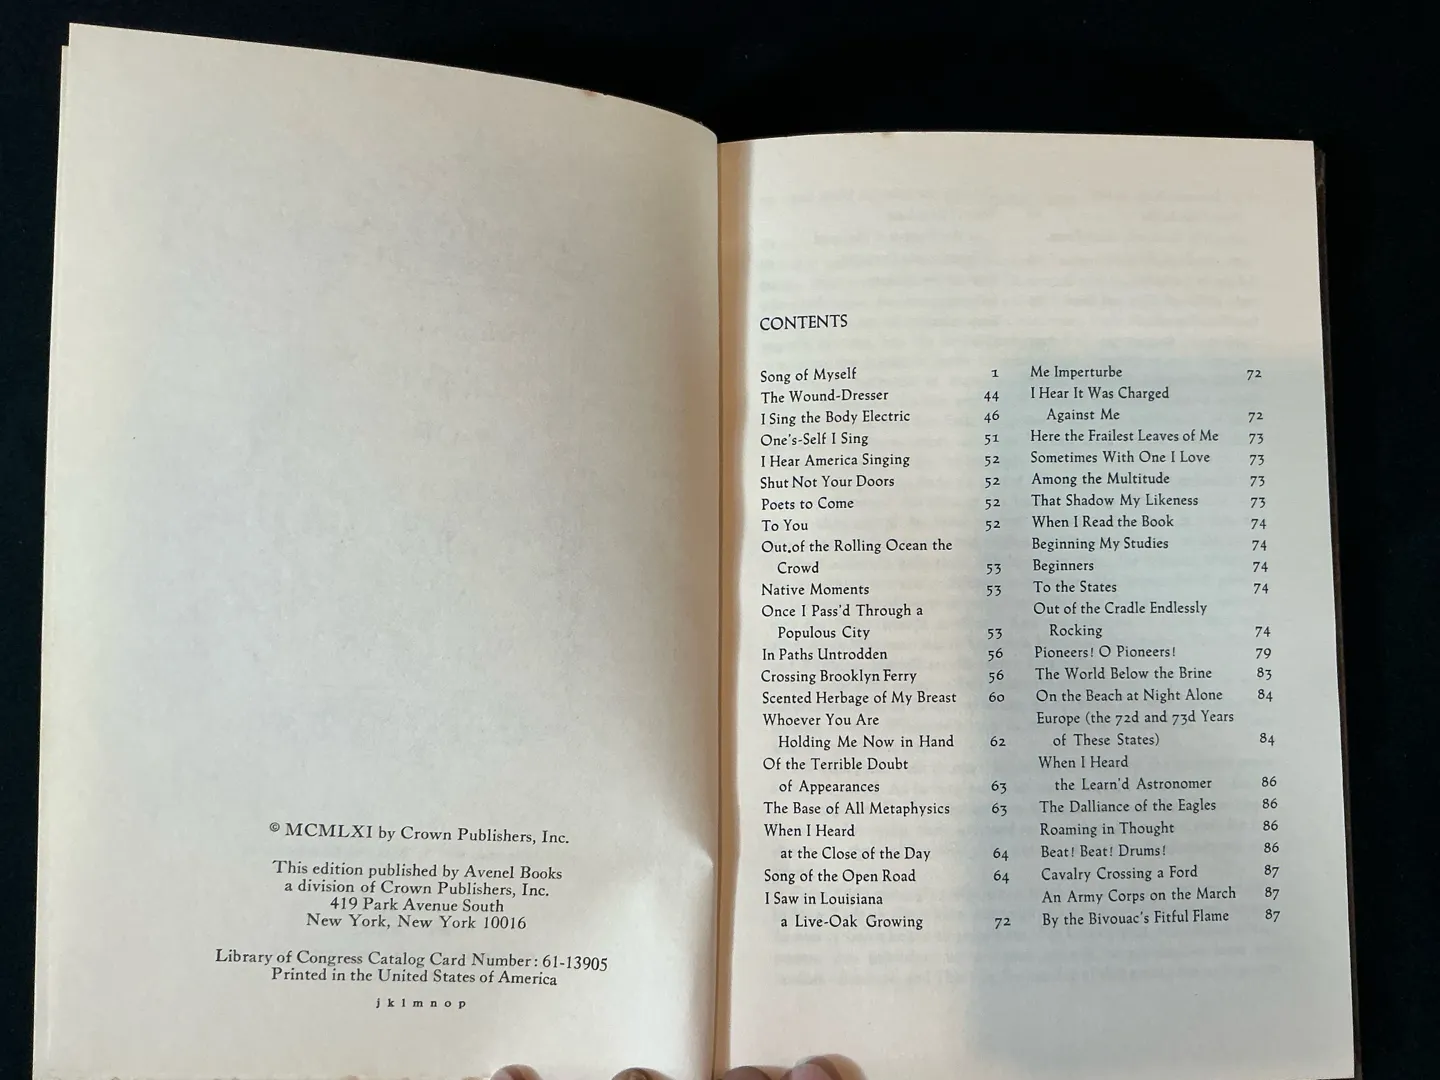 © MCMLXI by Crown Publishers, Inc.
This edition published by Avenel Books
a division of Crown Publishers, Inc.
419 Park Avenue South
New York, New York 10016
Library of Congress Catalog Card Number: 61-13905
Printed in the United States of America
j k l m n o p
CONTENTS
Song of Myself 1
The Wound-Dresser 44
I Sing the Body Electric 46
One's-Self I Sing 51
I Hear America Singing 52
Shut Not Your Doors 52
Poets to Come 52
To You 52
Out.of the Rolling Ocean the
Crowd 53
Native Moments 53
Once I Pass'd Through a
Populous City 53
In Paths Untrodden 56
Crossing Brooklyn Ferry 56
Scented Herbage of My Breast 60
Whoever You Are
Holding Me Now in Hand 62
Of the Terrible Doubt
of Appearances 63
The Base of All Metaphysics 63
When I Heard
at the Close of the Day 64
Song of the Open Road 64
I Saw in Louisiana
a Live-Oak Growing 72
Me Imperturbe 72
I Hear It Was Charged
Against Me 72
Here the Frailest Leaves of Me 73
Sometimes With One I Love 73
Among the Multitude 73
That Shadow My Likeness 73
When I Read the Book 74
Beginning My Studies 74
Beginners 74
To the States 74
Out of the Cradle Endlessly
Rocking 74
Pioneers! O Pioneers! 79
The World Below the Brine 83
On the Beach at Night Alone 84
Europe (the 72d and 73d Years
of These States) 84
When I Heard
the Learn'd Astronomer 86
The Dalliance of the Eagles 86
Roaming in Thought 86
Beat! Beat! Drums! 86
Cavalry Crossing a Ford 87
An Army Corps on the March 87
By the Bivouac's Fitful Flame 87